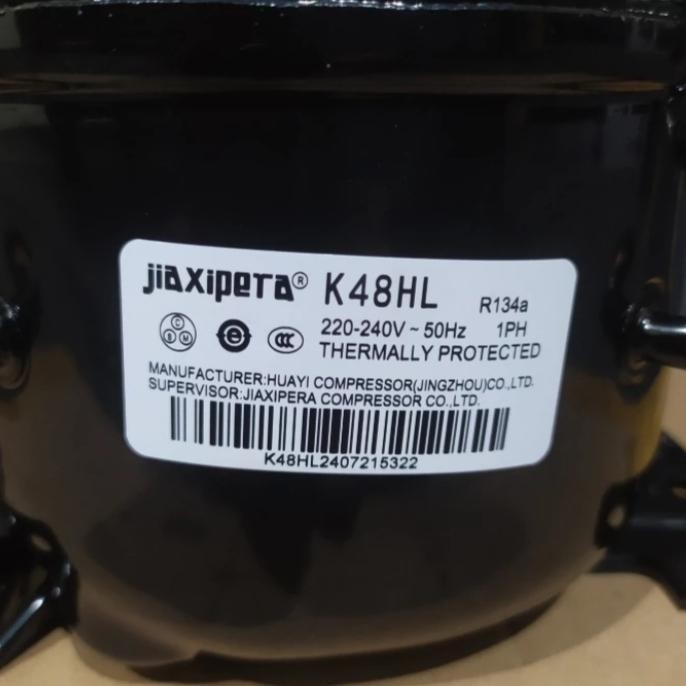 jiaxipera® K48HL R134a
220-240V ~ 50Hz 1PH
THERMALLY PROTECTED
C B M
e
CCC
MANUFACTURER:HUAYI COMPRESSOR(JINGZHOU)CO.,LTD.
SUPERVISOR:JIAXIPERA COMPRESSOR CO.,LTD.
K48HL2407215322